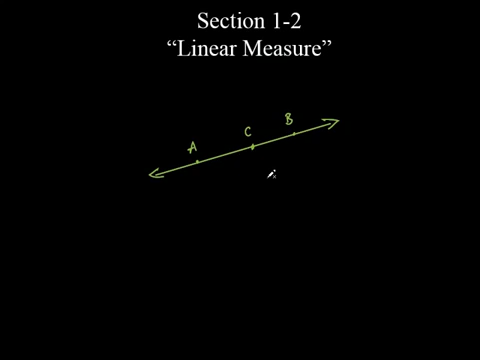 Section 1-2
“Linear Measure”
A C B